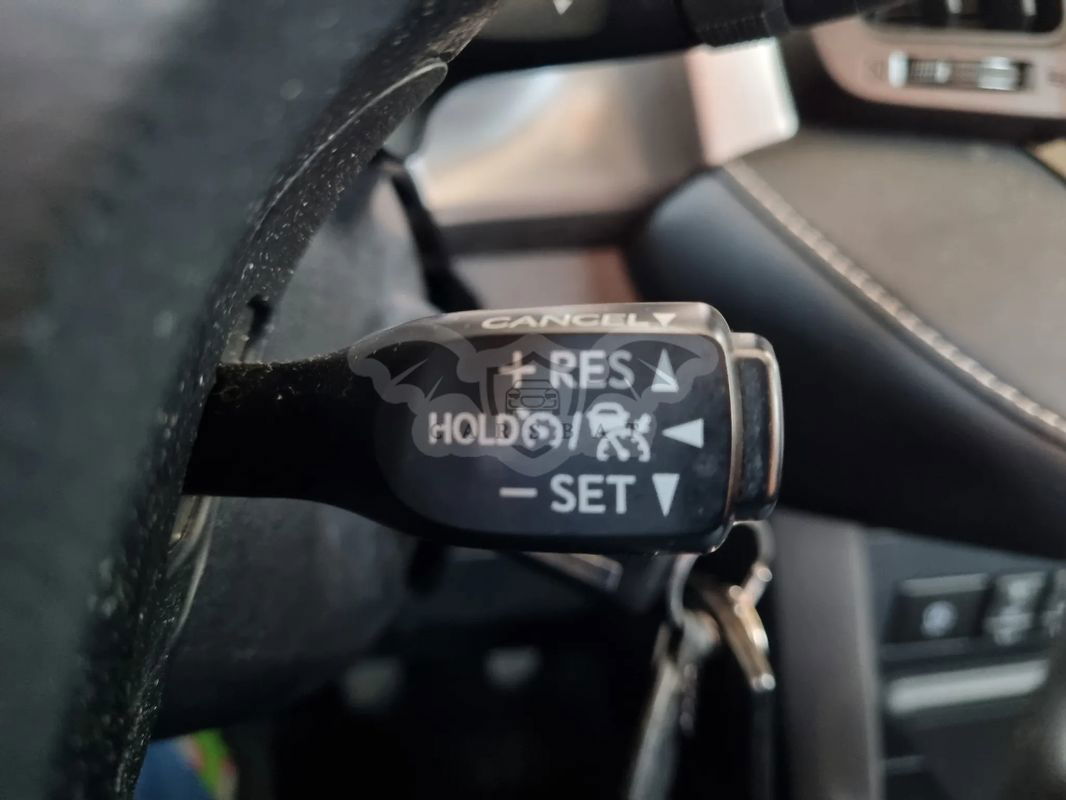 CANCEL▼
+ RES
HOLD /
− SET